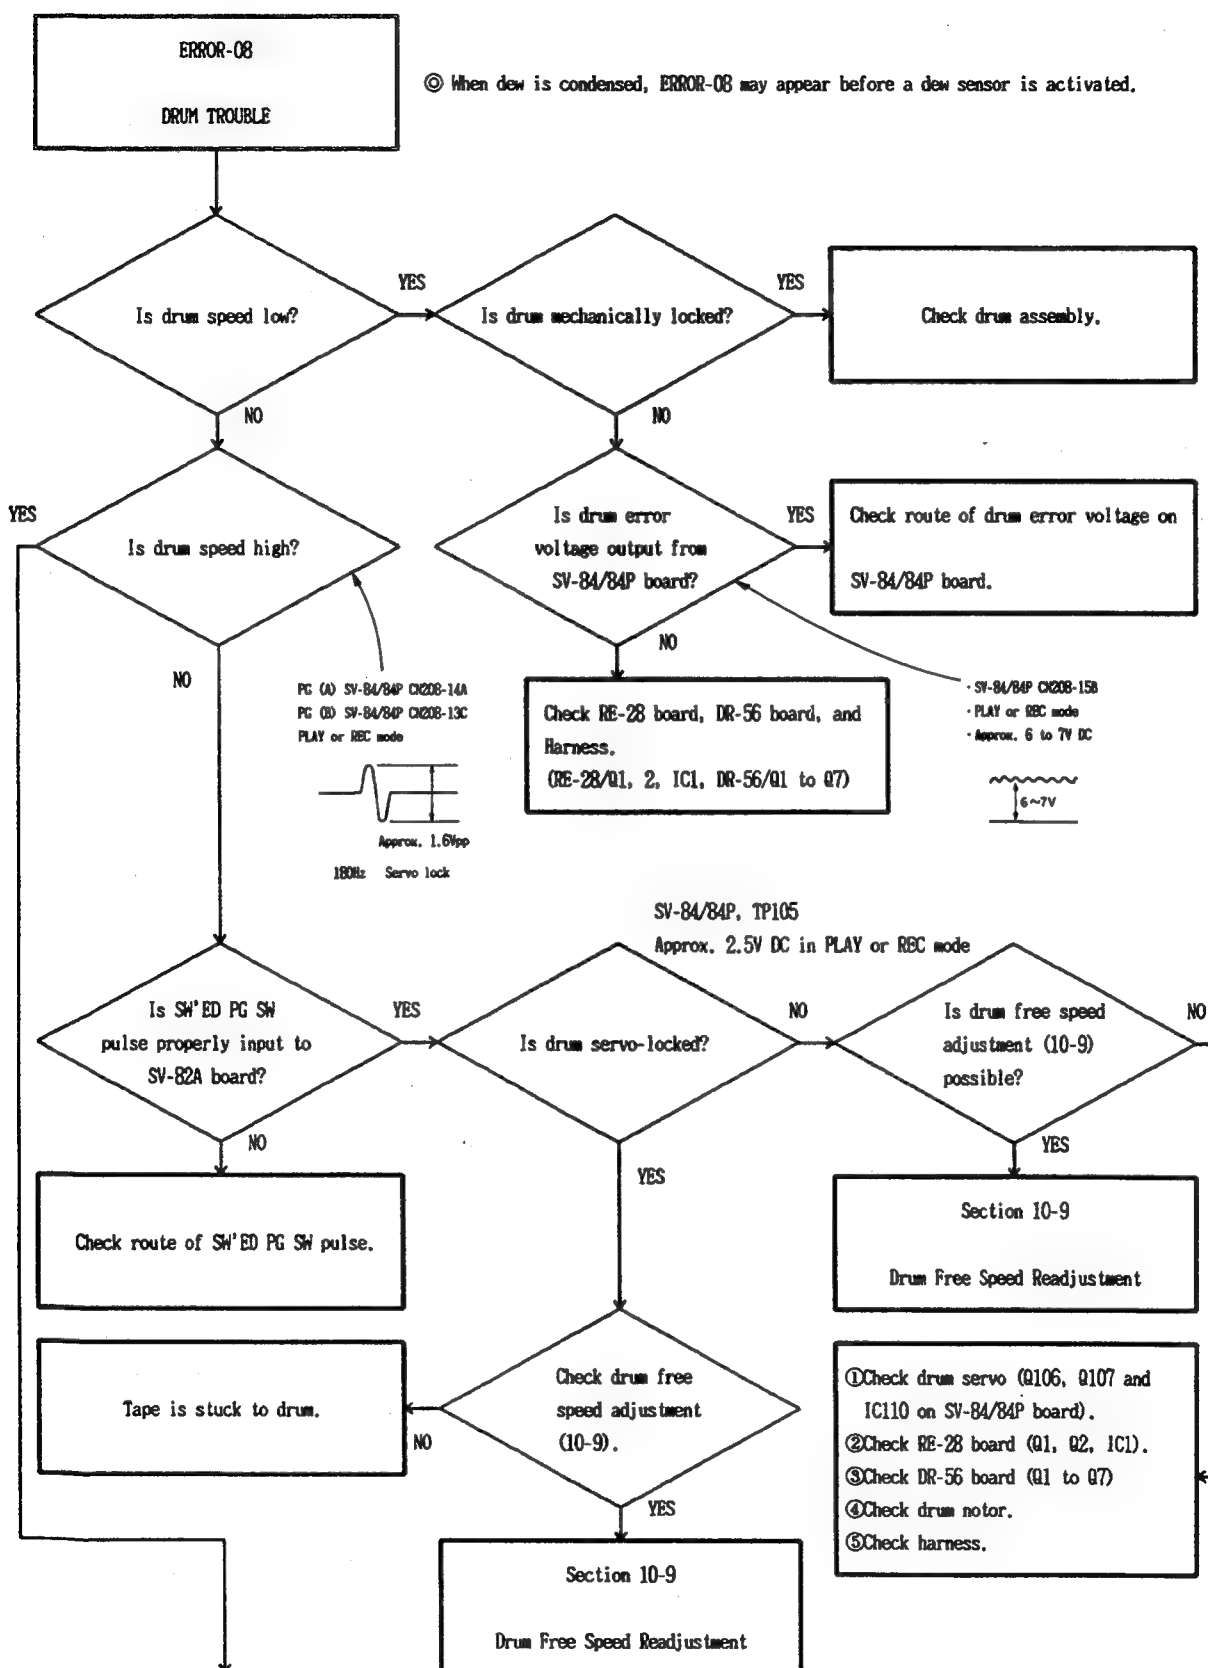 ERROR-08
DRUM TROUBLE
◎ When dew is condensed, ERROR-08 may appear before a dew sensor is activated.
Is drum speed low?
YES
Is drum mechanically locked?
YES
Check drum assembly.
NO
NO
YES
Is drum speed high?
Is drum error
voltage output from
SV-84/84P board?
YES
Check route of drum error voltage on
SV-84/84P board.
NO
NO
PG (A) SV-84/84P CN208-14A
PG (B) SV-84/84P CN208-13C
PLAY or REC mode
Approx. 1.6Vpp
180Hz Servo lock
Check RE-28 board, DR-56 board, and
Harness.
(RE-28/Q1, 2, IC1, DR-56/Q1 to Q7)
· SV-84/84P CN208-15B
· PLAY or REC mode
· Approx. 6 to 7V DC
6~7V
SV-84/84P, TP105
Approx. 2.5V DC in PLAY or REC mode
Is SW'ED PG SW
pulse properly input to
SV-82A board?
YES
Is drum servo-locked?
NO
Is drum free speed
adjustment (10-9)
possible?
NO
NO
YES
YES
Check route of SW'ED PG SW pulse.
Section 10-9
Drum Free Speed Readjustment
Tape is stuck to drum.
NO
Check drum free
speed adjustment
(10-9).
YES
①Check drum servo (Q106, Q107 and
IC110 on SV-84/84P board).
②Check RE-28 board (Q1, Q2, IC1).
③Check DR-56 board (Q1 to Q7)
④Check drum notor.
⑤Check harness.
Section 10-9
Drum Free Speed Readjustment